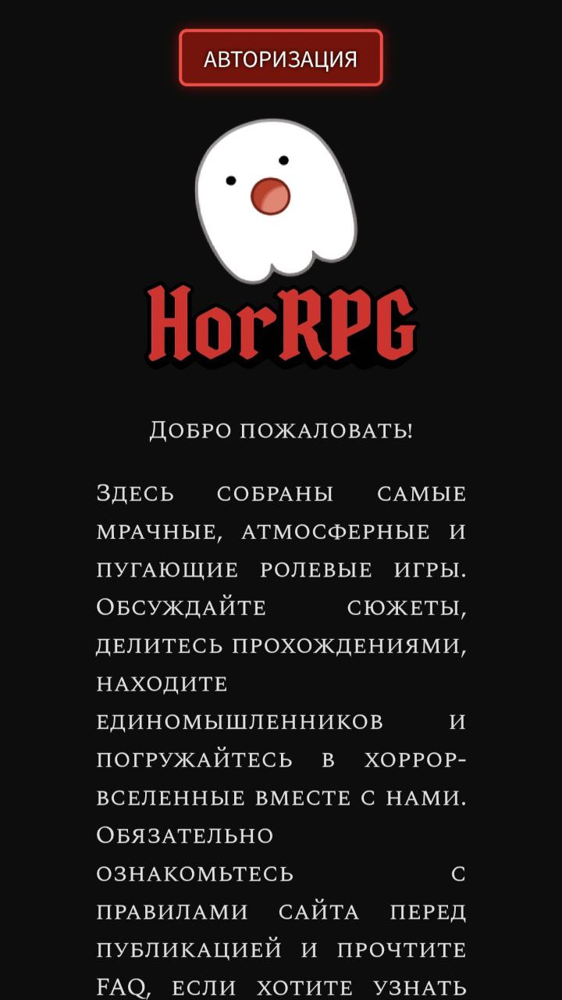 АВТОРИЗАЦИЯ
HorRPG
Добро пожаловать!
Здесь собраны самые
мрачные, атмосферные и
пугающие ролевые игры.
Обсуждайте сюжеты,
делитесь прохождениями,
находите
единомышленников и
погружайтесь в хоррор-
вселенные вместе с нами.
Обязательно
ознакомьтесь с
правилами сайта перед
публикацией и прочтите
FAQ, если хотите узнать